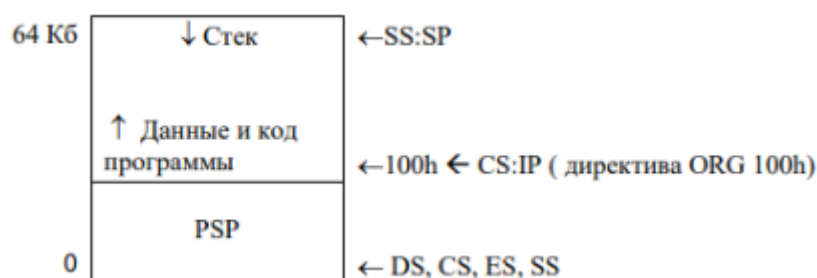 64 Кб ↓ Стек ←SS:SP
↑ Данные и код
программы ←100h ← CS:IP ( директива ORG 100h)
PSP
0 ← DS, CS, ES, SS